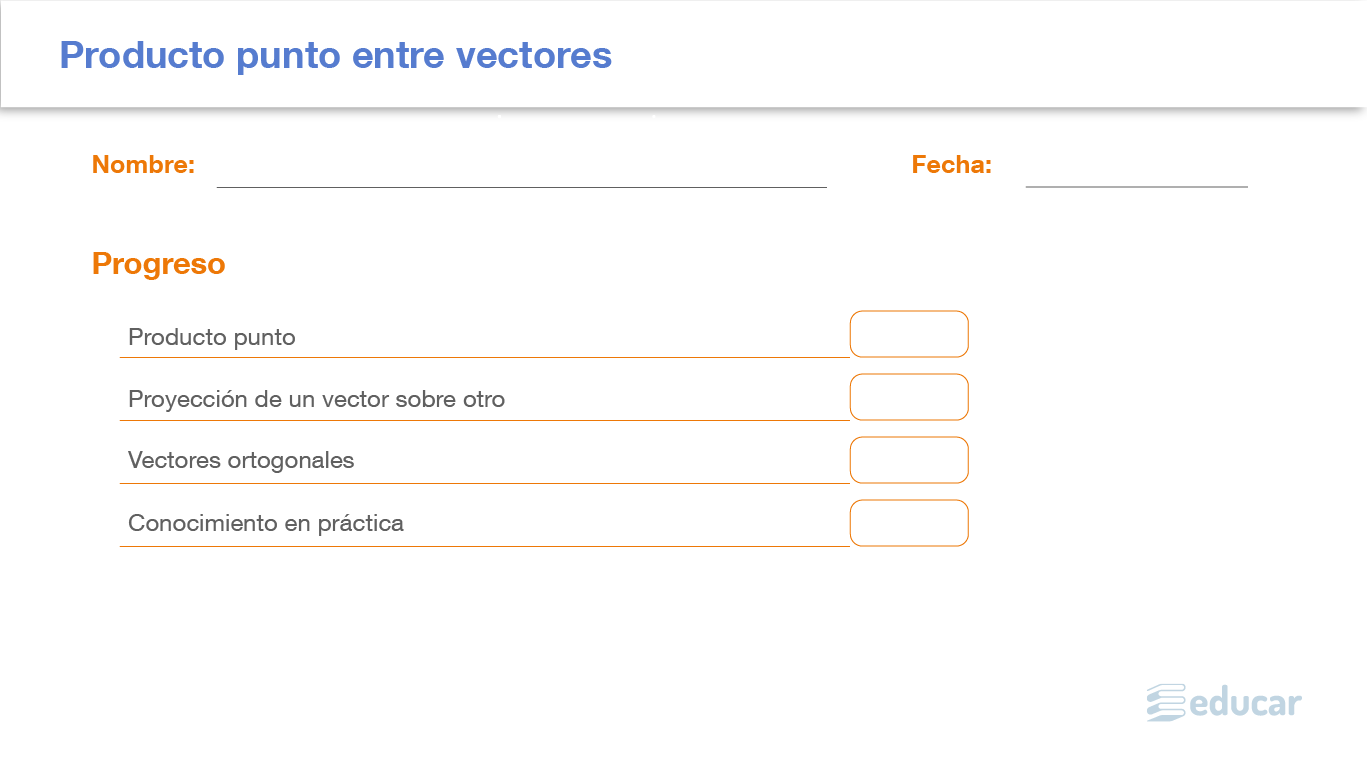 Producto punto entre vectores
Nombre:
Fecha:
Progreso
Producto punto
Proyección de un vector sobre otro
Vectores ortogonales
Conocimiento en práctica
educar